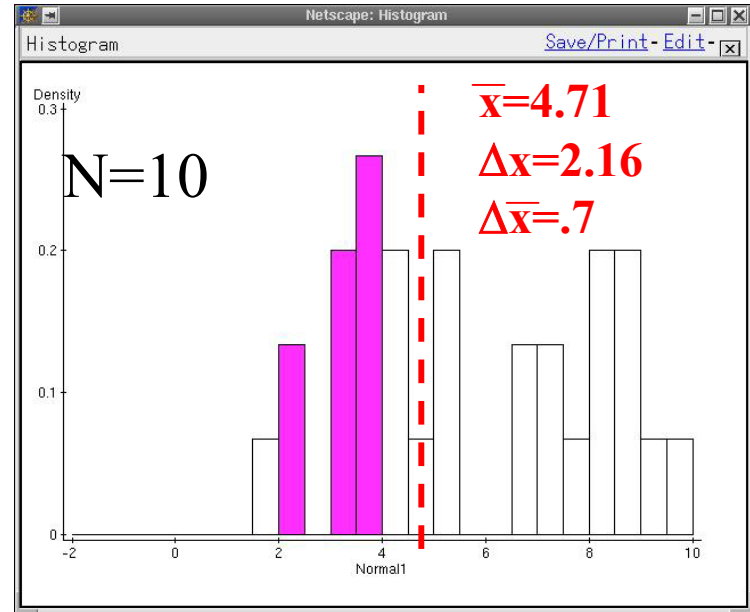 Netscape: Histogram
Histogram
Save/Print- Edit-
Density
0.3
N=10
x̅=4.71
Δx=2.16
Δx̅=.7
0.2
0.1
0
-2 0 2 4 6 8 10
Normal1